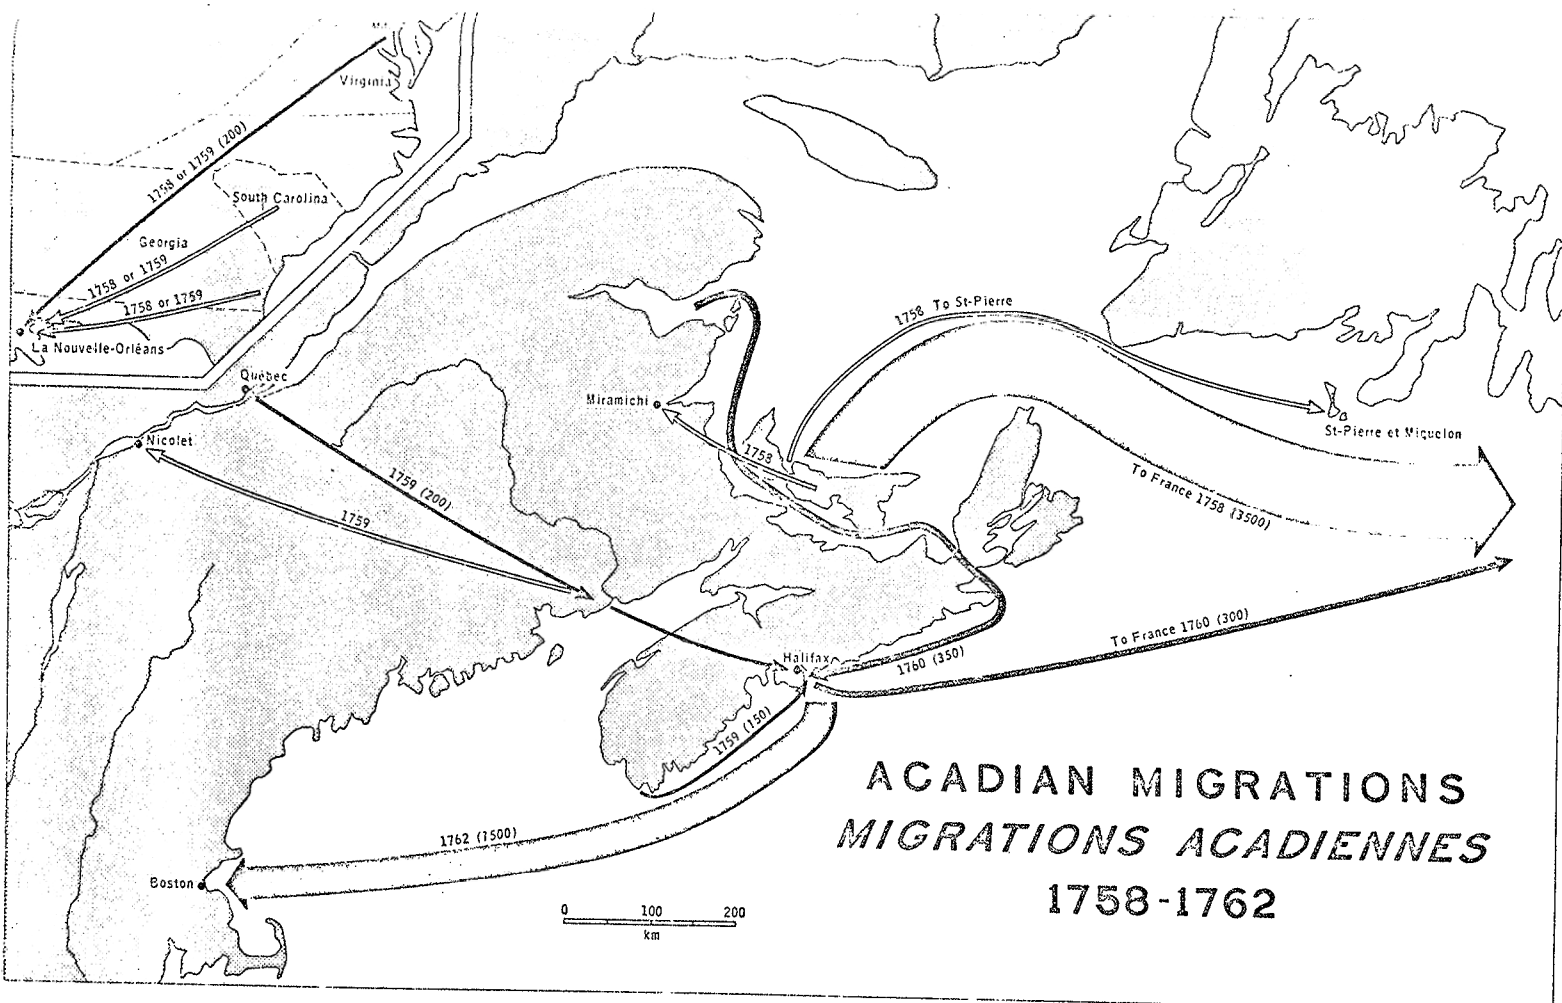 Virginia
1758 or 1759 (200)
South Carolina
Georgia
1758 or 1759
1758 or 1759
La Nouvelle-Orléans
Québec
Nicolet
1759 (200)
1759
Miramichi
1758
1758 To St-Pierre
St-Pierre et Miquelon
To France 1758 (3500)
To France 1760 (300)
Halifax
1760 (350)
1759 (150)
1762 (1500)
Boston
0 100 200
km
ACADIAN MIGRATIONS
MIGRATIONS ACADIENNES
1758-1762